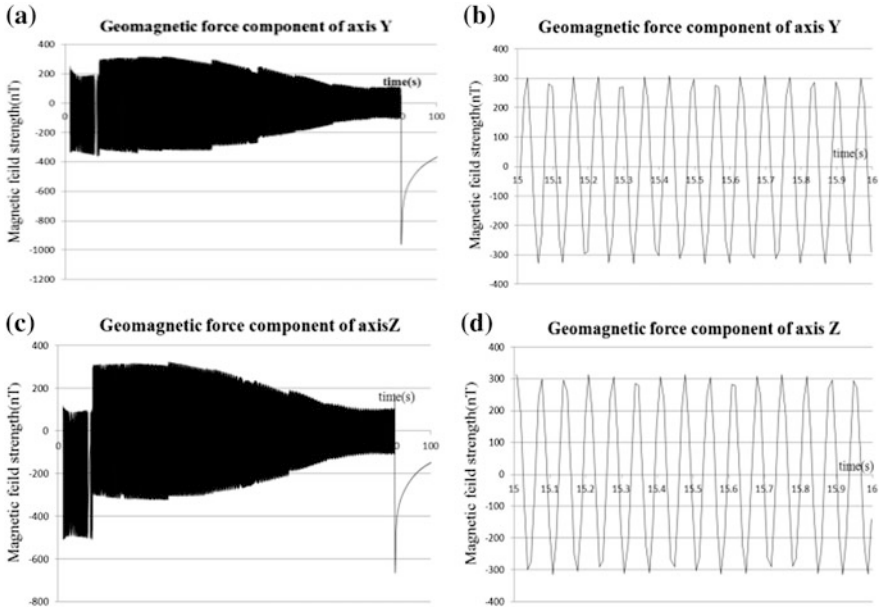 (a)
Geomagnetic force component of axis Y
Magnetic feild strength(nT)
400
200
0
-200
-400
-600
-800
-1000
-1200
time(s)
0
100
(b)
Geomagnetic force component of axis Y
Magnetic feild strength(nT)
400
300
200
100
0
-100
-200
-300
-400
time(s)
15 15.1 15.2 15.3 15.4 15.5 15.6 15.7 15.8 15.9 16
(c)
Geomagnetic force component of axisZ
Magnetic feild strength(nT)
400
200
0
-200
-400
-600
-800
time(s)
0
100
(d)
Geomagnetic force component of axis Z
Magnetic feild strength(nT)
400
300
200
100
0
-100
-200
-300
-400
time(s)
15 15.1 15.2 15.3 15.4 15.5 15.6 15.7 15.8 15.9 16